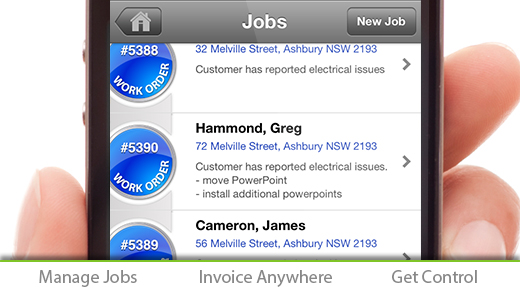 Jobs
New Job
#5388
WORK ORDER
32 Melville Street, Ashbury NSW 2193
Customer has reported electrical issues
#5390
WORK ORDER
Hammond, Greg
72 Melville Street, Ashbury NSW 2193
Customer has reported electrical issues.
- move PowerPoint
- install additional powerpoints
#5389
WORK ORDER
Cameron, James
56 Melville Street, Ashbury NSW 2193
Manage Jobs
Invoice Anywhere
Get Control